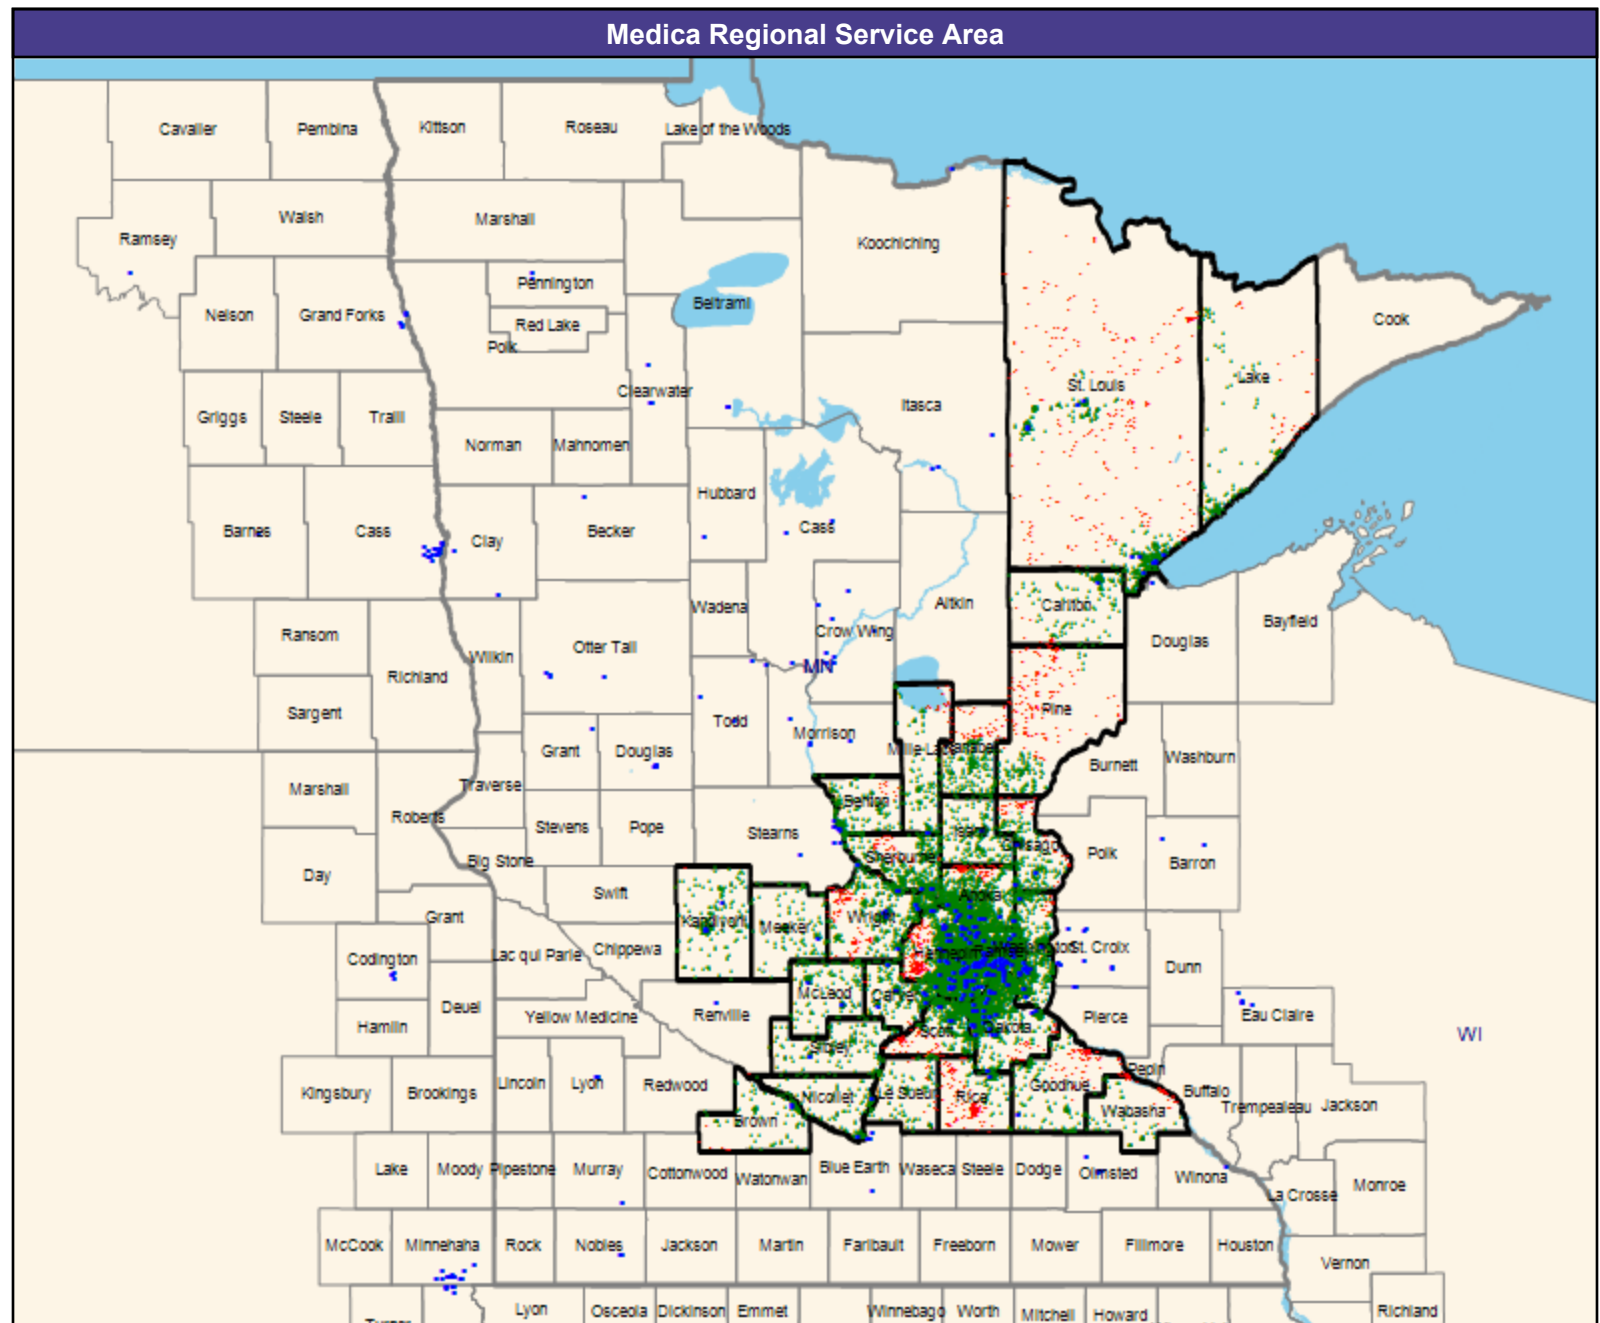 Medica Regional Service Area
Cavalier
Pembina
Kittson
Roseau
Lake of the Woods
Walsh
Marshall
Ramsey
Koochiching
Pennington
Nelson
Grand Forks
Beltrami
Red Lake
Cook
Polk
Clearwater
St. Louis
Lake
Griggs
Steele
Traill
Itasca
Norman
Mahnomen
Hubbard
Barnes
Cass
Clay
Becker
Cass
Wadena
Aitkin
Carlton
Ransom
Crow Wing
Douglas
Bayfield
Otter Tail
Wilkin
MN
Richland
Sargent
Todd
Pine
Morrison
Mille Lacs
Kanabec
Grant
Douglas
Burnett
Washburn
Marshall
Traverse
Benton
Roberts
Stevens
Pope
Stearns
Isanti
Chisago
Polk
Barron
Sherburne
Big Stone
Day
Swift
Anoka
Grant
Kandiyohi
Meeker
Wright
Codington
Lac qui Parle
Chippewa
Hennepin
Ramsey
Washington
St. Croix
Dunn
McLeod
Carver
Deuel
Hamlin
Yellow Medicine
Renville
Pierce
Eau Claire
Scott
Dakota
WI
Sibley
Pepin
Kingsbury
Brookings
Lincoln
Lyon
Redwood
Nicollet
Le Sueur
Rice
Goodhue
Buffalo
Trempealeau
Jackson
Brown
Wabasha
Lake
Moody
Pipestone
Murray
Cottonwood
Watonwan
Blue Earth
Waseca
Steele
Dodge
Olmsted
Winona
La Crosse
Monroe
McCook
Minnehaha
Rock
Nobles
Jackson
Martin
Faribault
Freeborn
Mower
Fillmore
Houston
Vernon
Lyon
Osceola
Dickinson
Emmet
Winnebago
Worth
Mitchell
Howard
Richland